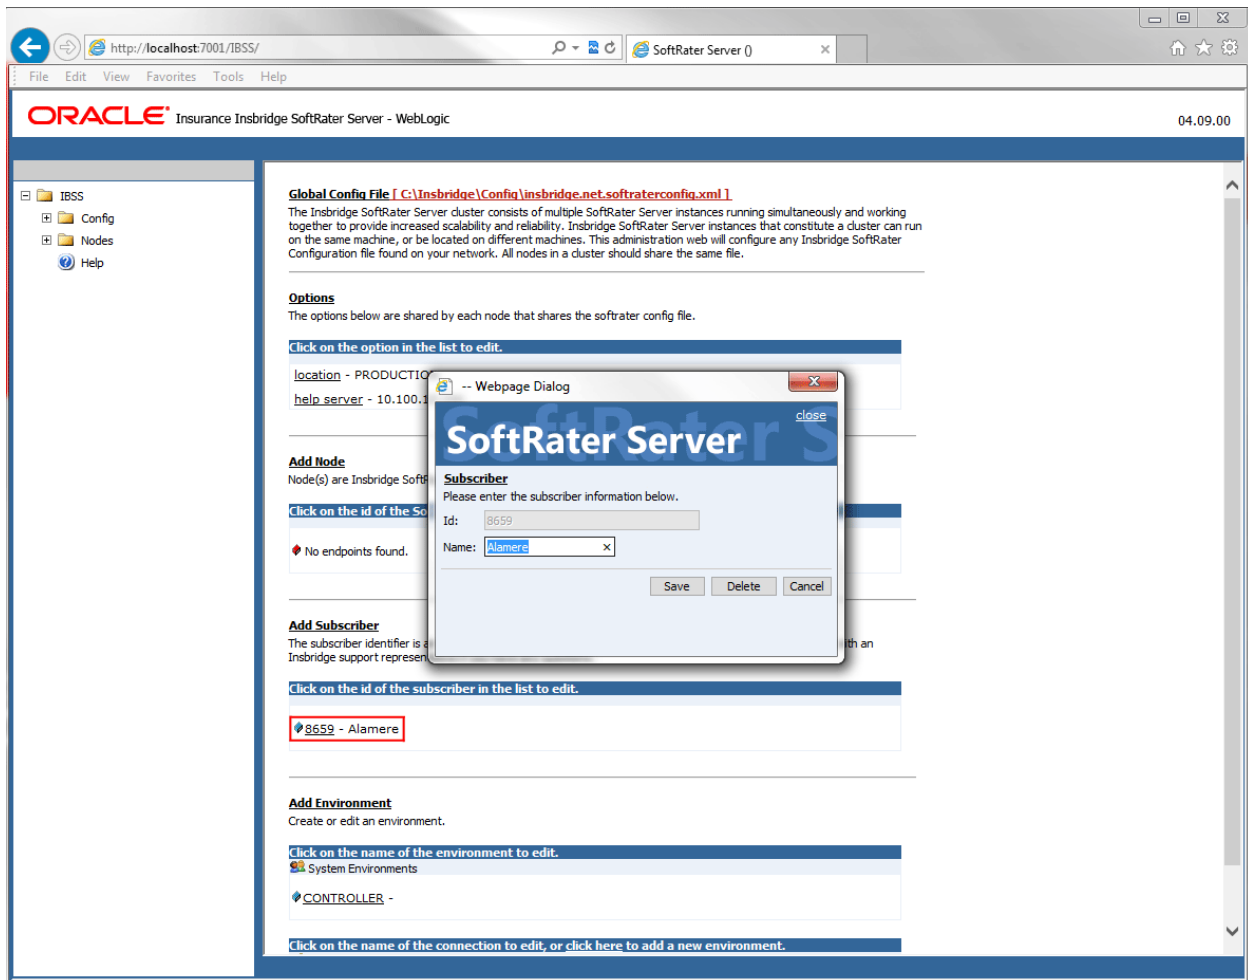 http://localhost:7001/IBSS/
SoftRater Server ()
File Edit View Favorites Tools Help
ORACLE Insurance Insbridge SoftRater Server - WebLogic
04.09.00
IBSS
Config
Nodes
Help
Global Config File [ C:\Insbridge\Config\insbridge.net.softraterconfig.xml ]
The Insbridge SoftRater Server cluster consists of multiple SoftRater Server instances running simultaneously and working
together to provide increased scalability and reliability. Insbridge SoftRater Server instances that constitute a cluster can run
on the same machine, or be located on different machines. This administration web will configure any Insbridge SoftRater
Configuration file found on your network. All nodes in a cluster should share the same file.
Options
The options below are shared by each node that shares the softrater config file.
Click on the option in the list to edit.
location - PRODUCTIO
help server - 10.100.1
Add Node
Node(s) are Insbridge Soft
Click on the id of the So
No endpoints found.
-- Webpage Dialog
close
SoftRater Server
Subscriber
Please enter the subscriber information below.
Id: 8659
Name: Alamere
Save Delete Cancel
Add Subscriber
The subscriber identifier is a
ith an
Insbridge support represen
Click on the id of the subscriber in the list to edit.
8659 - Alamere
Add Environment
Create or edit an environment.
Click on the name of the environment to edit.
System Environments
CONTROLLER -
Click on the name of the connection to edit, or click here to add a new environment.